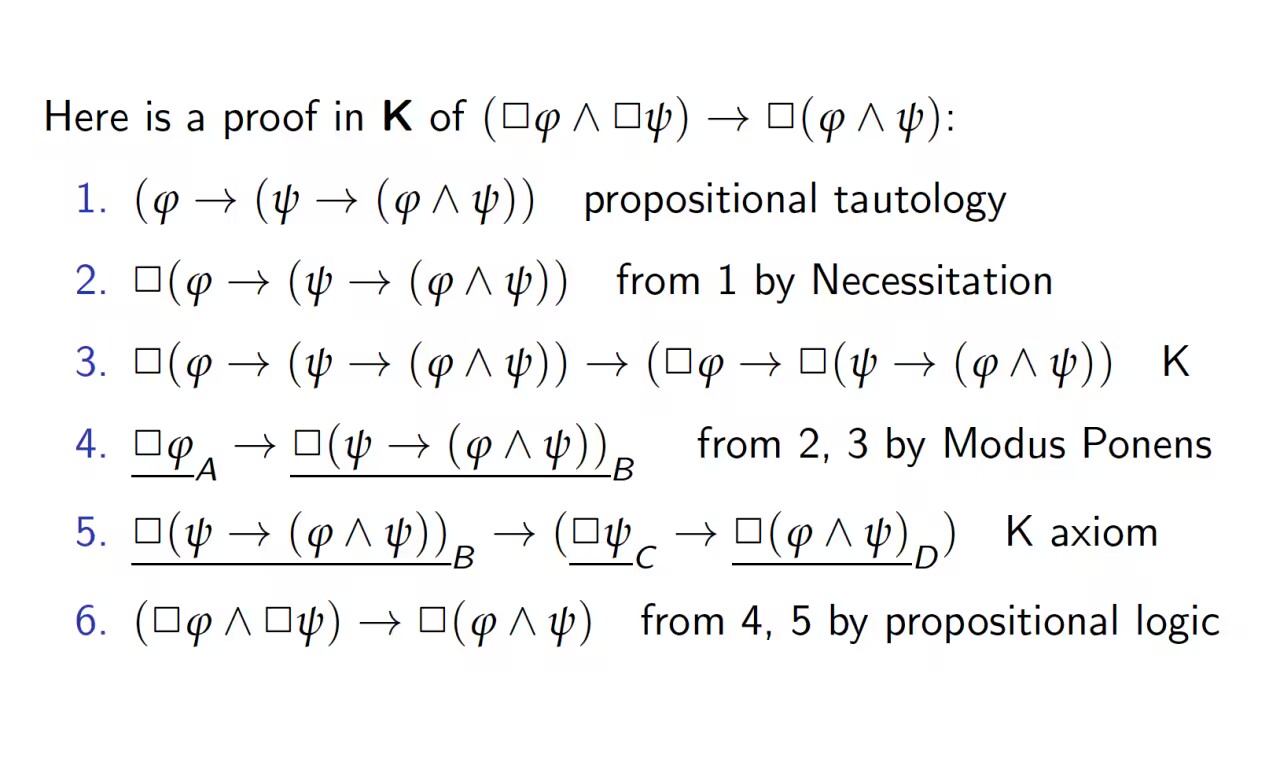 Here is a proof in K of (□φ ∧ □ψ) → □(φ ∧ ψ):
1. (φ → (ψ → (φ ∧ ψ)) propositional tautology
2. □(φ → (ψ → (φ ∧ ψ)) from 1 by Necessitation
3. □(φ → (ψ → (φ ∧ ψ)) → (□φ → □(ψ → (φ ∧ ψ)) K
4. □φ_A → □(ψ → (φ ∧ ψ))_B from 2, 3 by Modus Ponens
5. □(ψ → (φ ∧ ψ))_B → (□ψ_C → □(φ ∧ ψ)_D) K axiom
6. (□φ ∧ □ψ) → □(φ ∧ ψ) from 4, 5 by propositional logic